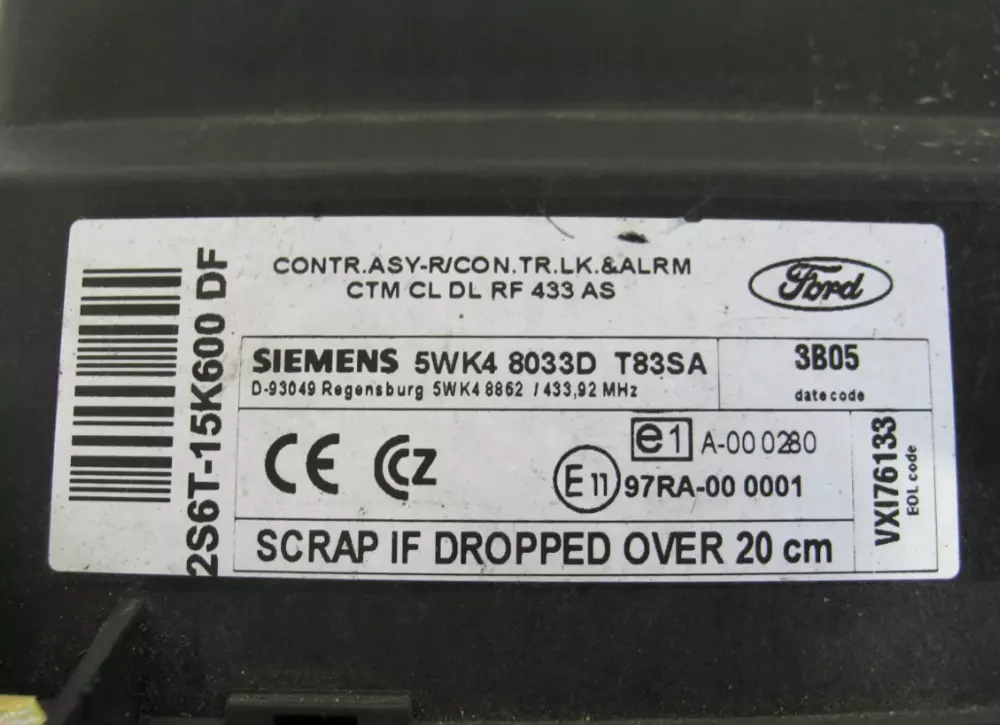 2S6T-15K600 DF
CONTR.ASY-R/CON.TR.LK.&ALRM
CTM CL DL RF 433 AS
Ford
SIEMENS 5WK4 8033D T83SA
D-93049 Regensburg 5WK4 8862 / 433,92 MHz
3B05
datecode
CE CCZ
e1 A-00 0280
E11 97RA-00 0001
VXI76133
EOL code
SCRAP IF DROPPED OVER 20 cm